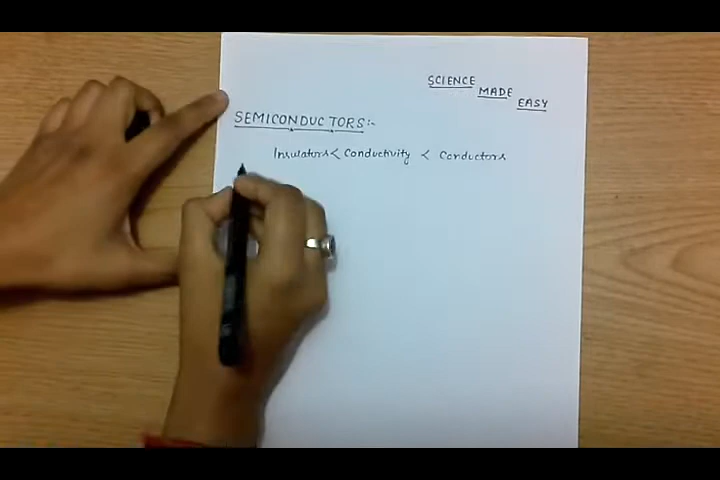 SCIENCE
MADE
EASY
SEMICONDUCTORS:-
Insulators < Conductivity < Conductors